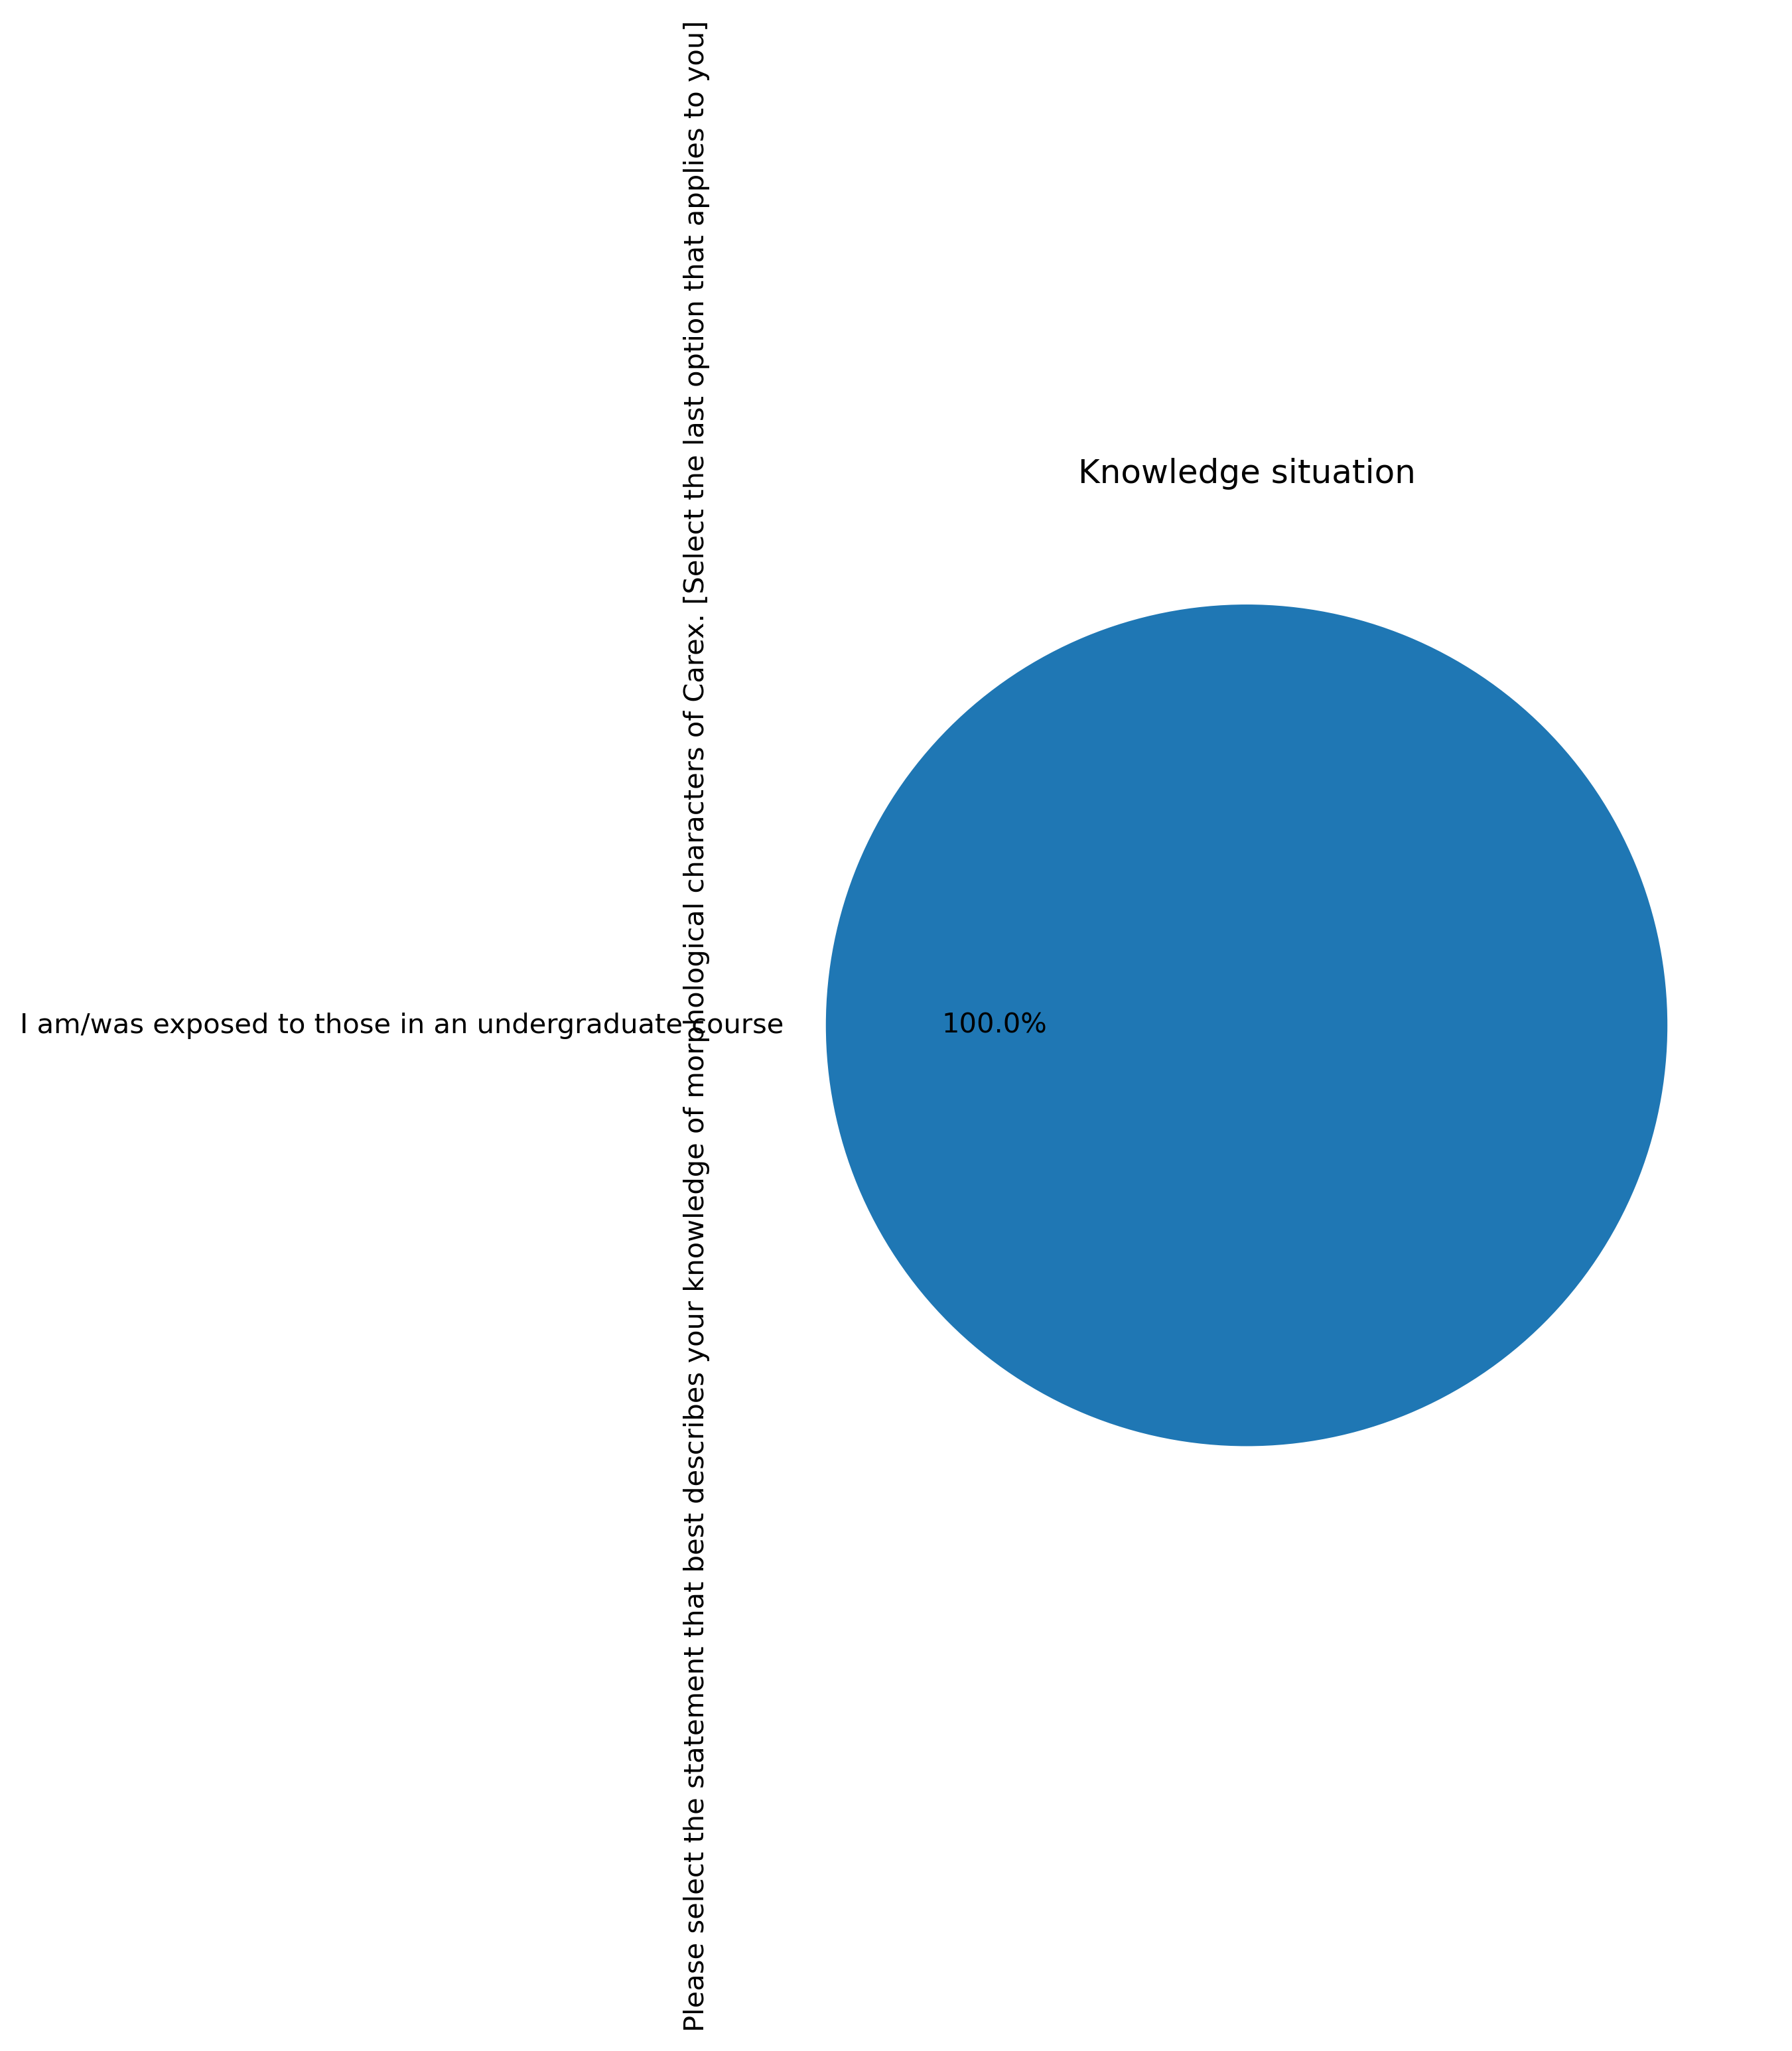 Knowledge situation
Please select the statement that best describes your knowledge of morphological characters of Carex. [Select the last option that applies to you]
I am/was exposed to those in an undergraduate course
100.0%